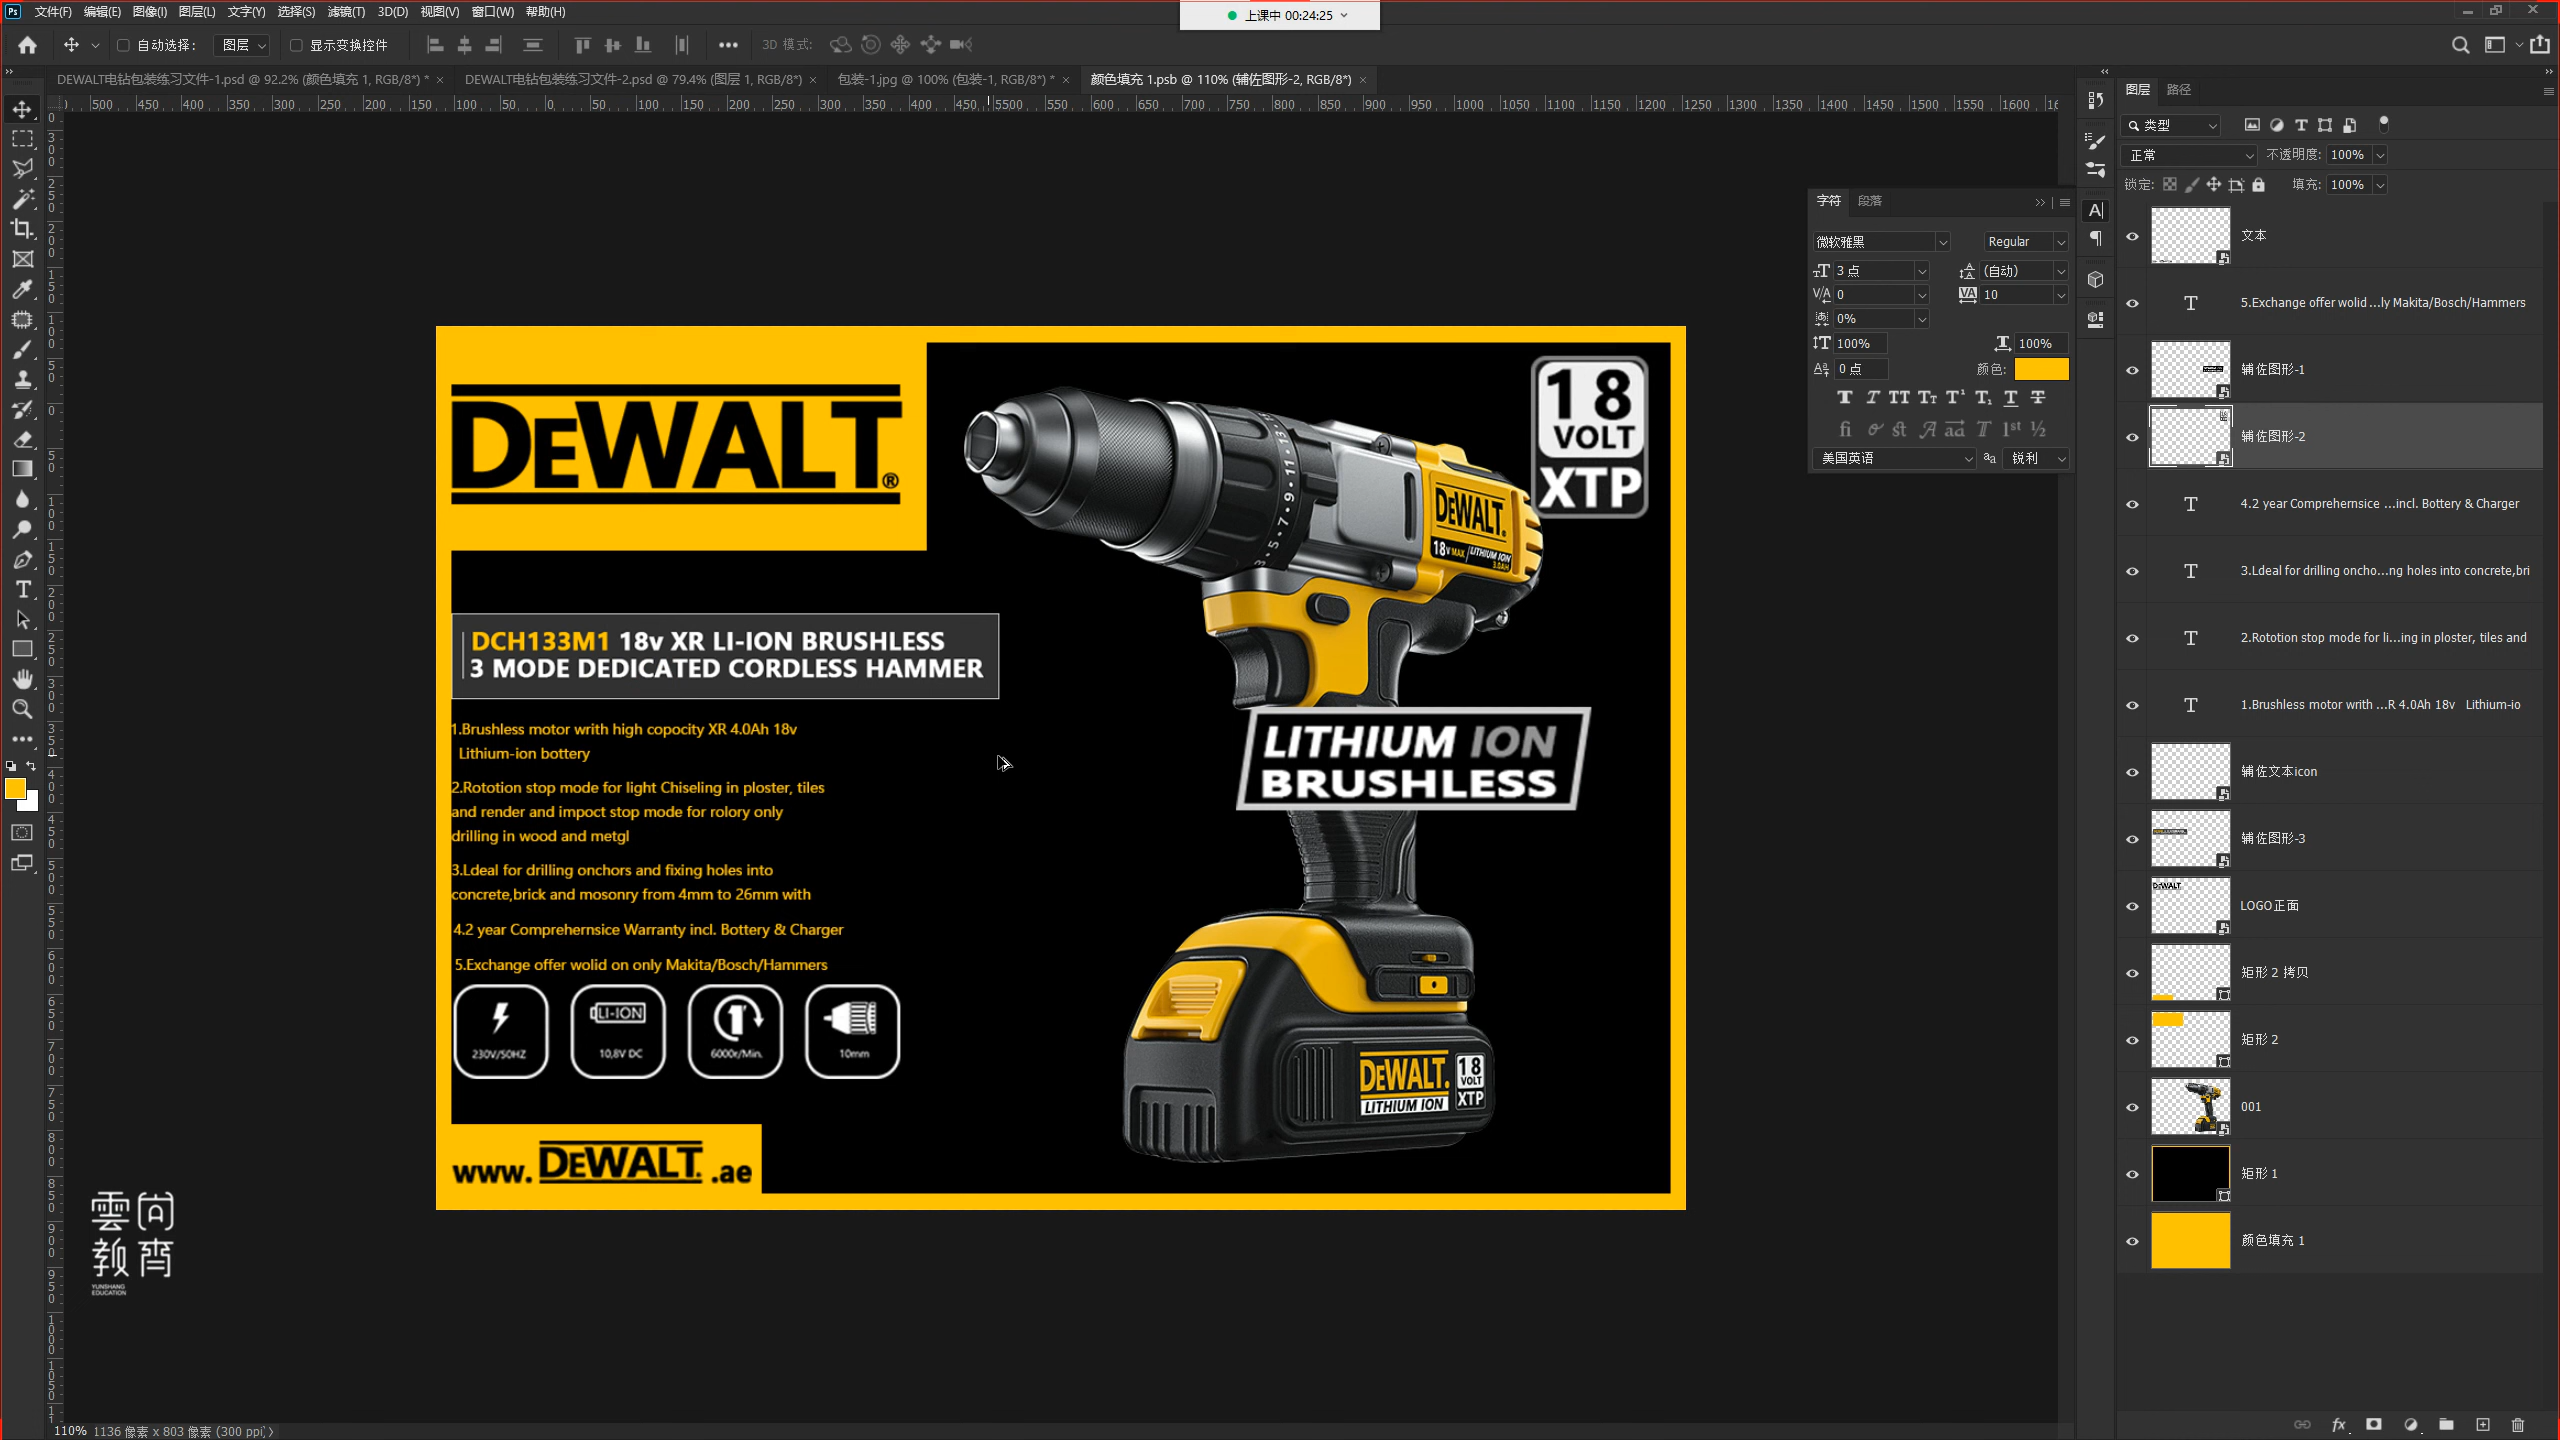 文件(F) 编辑(E) 图像(I) 图层(L) 文字(Y) 选择(S) 滤镜(T) 3D(D) 视图(V) 窗口(W) 帮助(H)
上课中 00:24:25
自动选择: 图层 显示变换控件 3D 模式:
DEWALT电钻包装练习文件-1.psd @ 92.2% (颜色填充 1, RGB/8*) * ×
DEWALT电钻包装练习文件-2.psd @ 79.4% (图层 1, RGB/8*) ×
包装-1.jpg @ 100% (包装-1, RGB/8*) * ×
颜色填充 1.psb @ 110% (辅佐图形-2, RGB/8*) ×
DEWALT®
18
VOLT
XTP
DEWALT.
18V MAX / LITHIUM ION
3.0AH
DCH133M1 18v XR LI-ION BRUSHLESS
3 MODE DEDICATED CORDLESS HAMMER
1.Brushless motor writh high copocity XR 4.0Ah 18v
Lithium-ion bottery
2.Rototion stop mode for light Chiseling in ploster, tiles
and render and impoct stop mode for rolory only
drilling in wood and metgl
3.Ldeal for drilling onchors and fixing holes into
concrete,brick and mosonry from 4mm to 26mm with
4.2 year Comprehernsice Warranty incl. Bottery & Charger
5.Exchange offer wolid on only Makita/Bosch/Hammers
LITHIUM ION
BRUSHLESS
LI-ION
230V/50HZ 10,8V DC 6000r/Min. 10mm
DEWALT.
LITHIUM ION
18
VOLT
XTP
www.DEWALT.ae
雲尚
教育
YUNSHANG
EDUCATION
字符 段落
微软雅黑 Regular
3 点 (自动)
0 10
0%
100% 100%
0 点 颜色:
美国英语 aa 锐利
图层 路径
类型
正常 不透明度: 100%
锁定: 填充: 100%
文本
5.Exchange offer wolid ...ly Makita/Bosch/Hammers
辅佐图形-1
辅佐图形-2
4.2 year Comprehernsice ...incl. Bottery & Charger
3.Ldeal for drilling oncho...ng holes into concrete,bri
2.Rototion stop mode for li...ing in ploster, tiles and
1.Brushless motor writh ...R 4.0Ah 18v Lithium-io
辅佐文本icon
辅佐图形-3
LOGO正面
矩形 2 拷贝
矩形 2
001
矩形 1
颜色填充 1
110% 1136 像素 x 803 像素 (300 ppi)